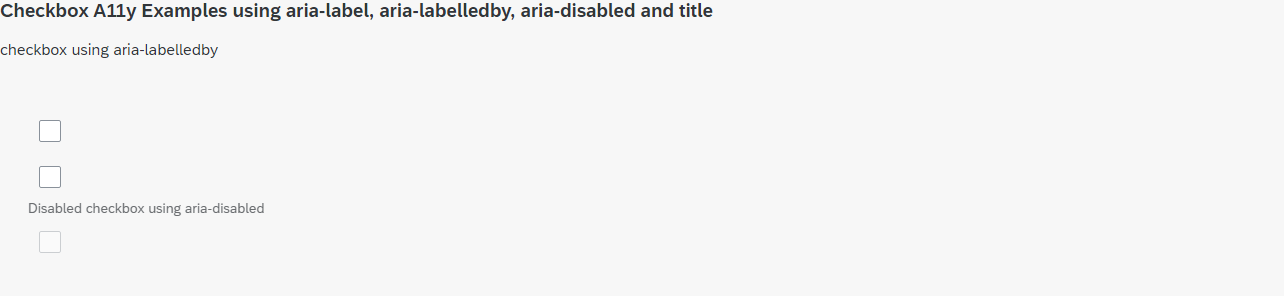 Checkbox A11y Examples using aria-label, aria-labelledby, aria-disabled and title
checkbox using aria-labelledby
Disabled checkbox using aria-disabled